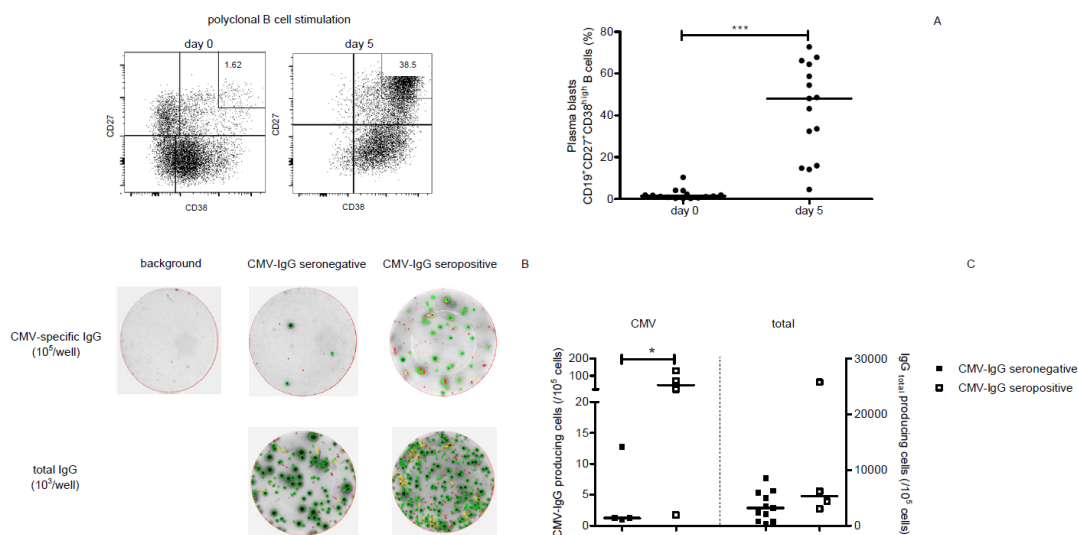 polyclonal B cell stimulation
day 0
day 5
1.62
38.5
CD27
CD27
CD38
CD38
A
***
Plasma blasts
CD19+CD27+CD38high B cells (%)
80
60
40
20
0
day 0
day 5
B
background
CMV-IgG seronegative
CMV-IgG seropositive
CMV-specific IgG
(10⁵/well)
total IgG
(10³/well)
C
CMV
total
*
CMV-IgG producing cells (/10⁵ cells)
200
100
20
15
10
5
0
30000
20000
10000
0
IgG total producing cells (/10⁵ cells)
CMV-IgG seronegative
CMV-IgG seropositive